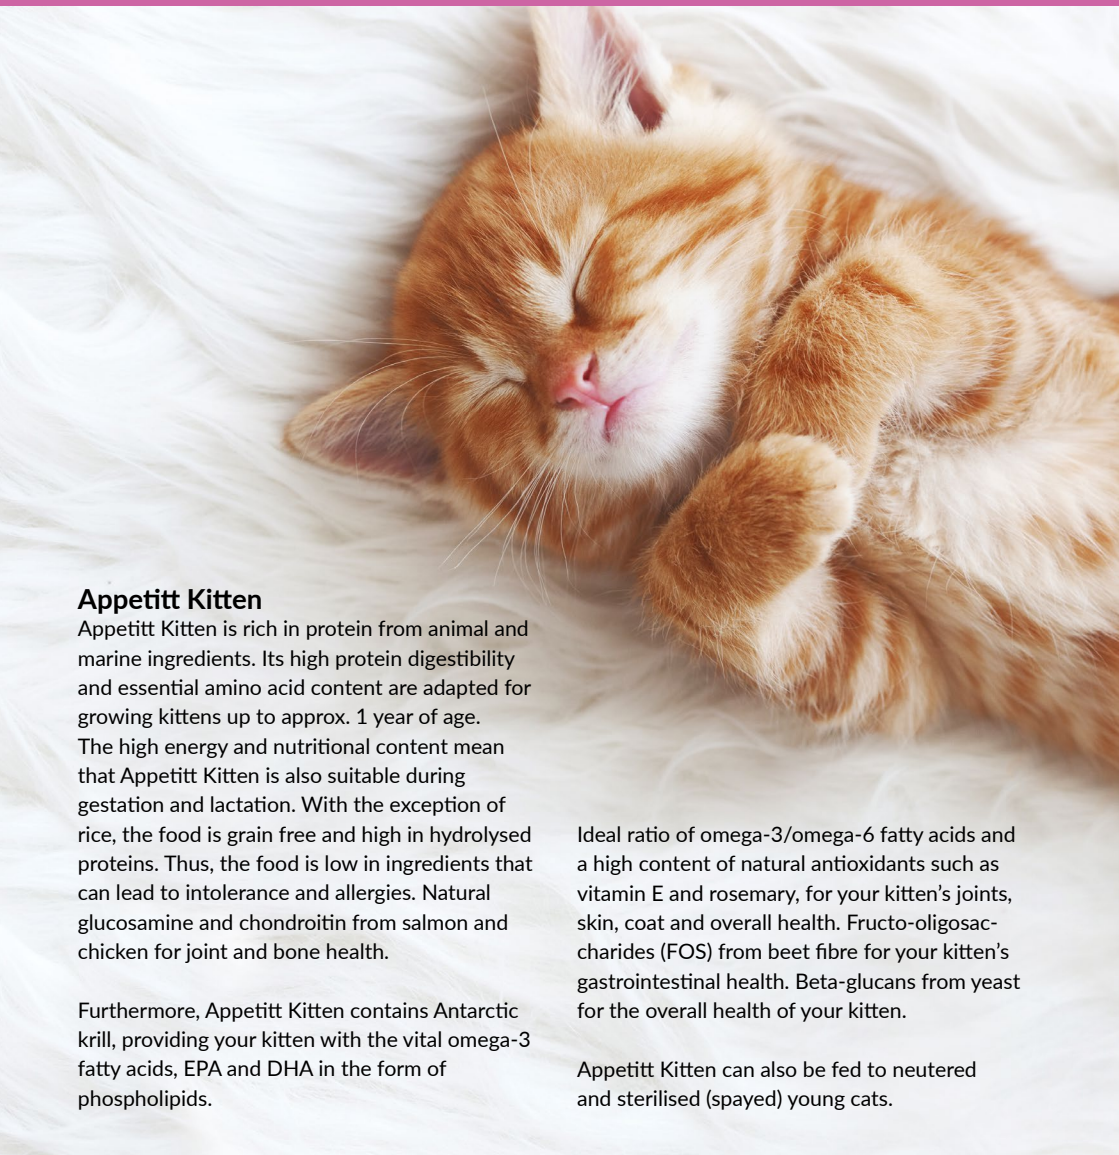 Appetitt Kitten
Appetitt Kitten is rich in protein from animal and
marine ingredients. Its high protein digestibility
and essential amino acid content are adapted for
growing kittens up to approx. 1 year of age.
The high energy and nutritional content mean
that Appetitt Kitten is also suitable during
gestation and lactation. With the exception of
rice, the food is grain free and high in hydrolysed
proteins. Thus, the food is low in ingredients that
can lead to intolerance and allergies. Natural
glucosamine and chondroitin from salmon and
chicken for joint and bone health.

Furthermore, Appetitt Kitten contains Antarctic
krill, providing your kitten with the vital omega-3
fatty acids, EPA and DHA in the form of
phospholipids.

Ideal ratio of omega-3/omega-6 fatty acids and
a high content of natural antioxidants such as
vitamin E and rosemary, for your kitten’s joints,
skin, coat and overall health. Fructo-oligosac-
charides (FOS) from beet fibre for your kitten’s
gastrointestinal health. Beta-glucans from yeast
for the overall health of your kitten.

Appetitt Kitten can also be fed to neutered
and sterilised (spayed) young cats.